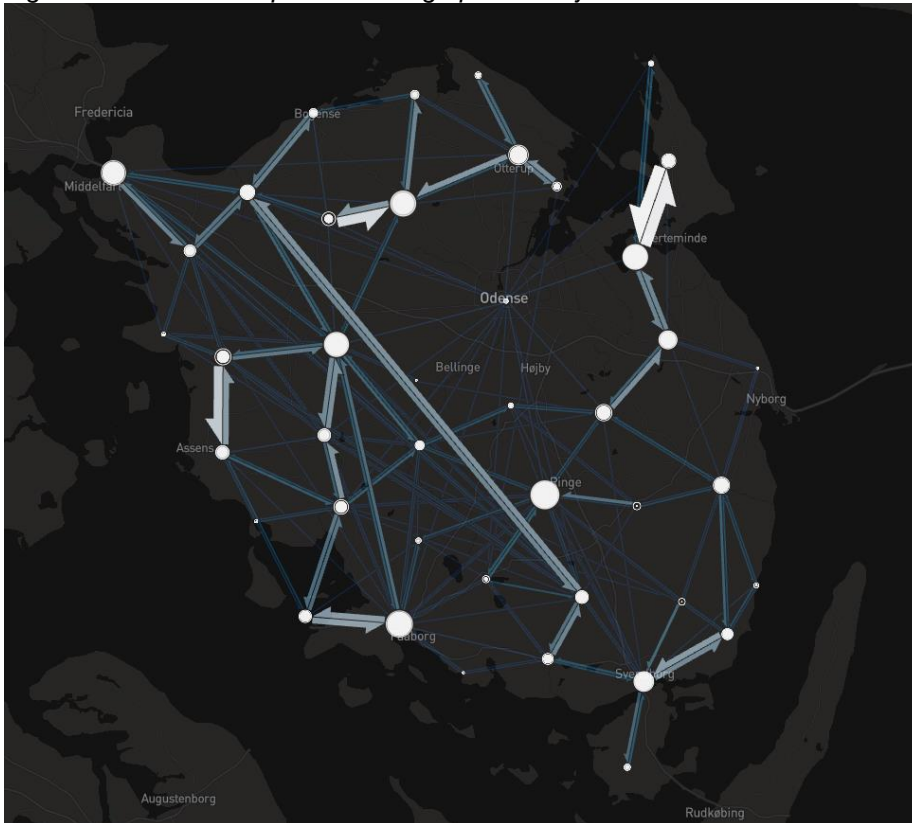 Fredericia
Bogense
Otterup
Middelfart
Kerteminde
Odense
Bellinge
Højby
Nyborg
Assens
Ringe
Faaborg
Svendborg
Augustenborg
Rudkøbing